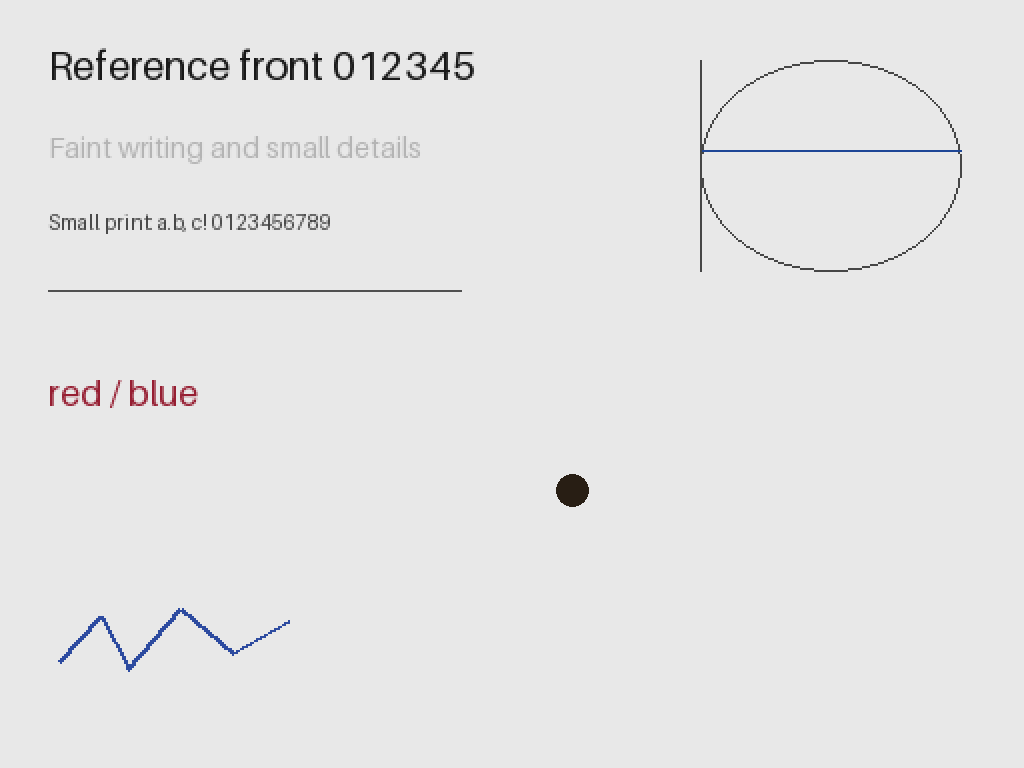 Reference front 012345
Faint writing and small details
Small print a.b, c! 0123456789
red / blue